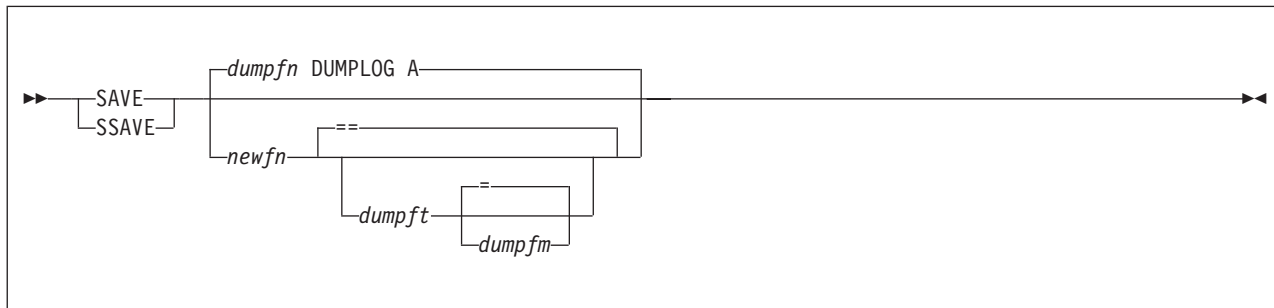 dumpfn DUMPLOG A
SAVE
SSAVE
newfn
==
dumpft
=
dumpfm